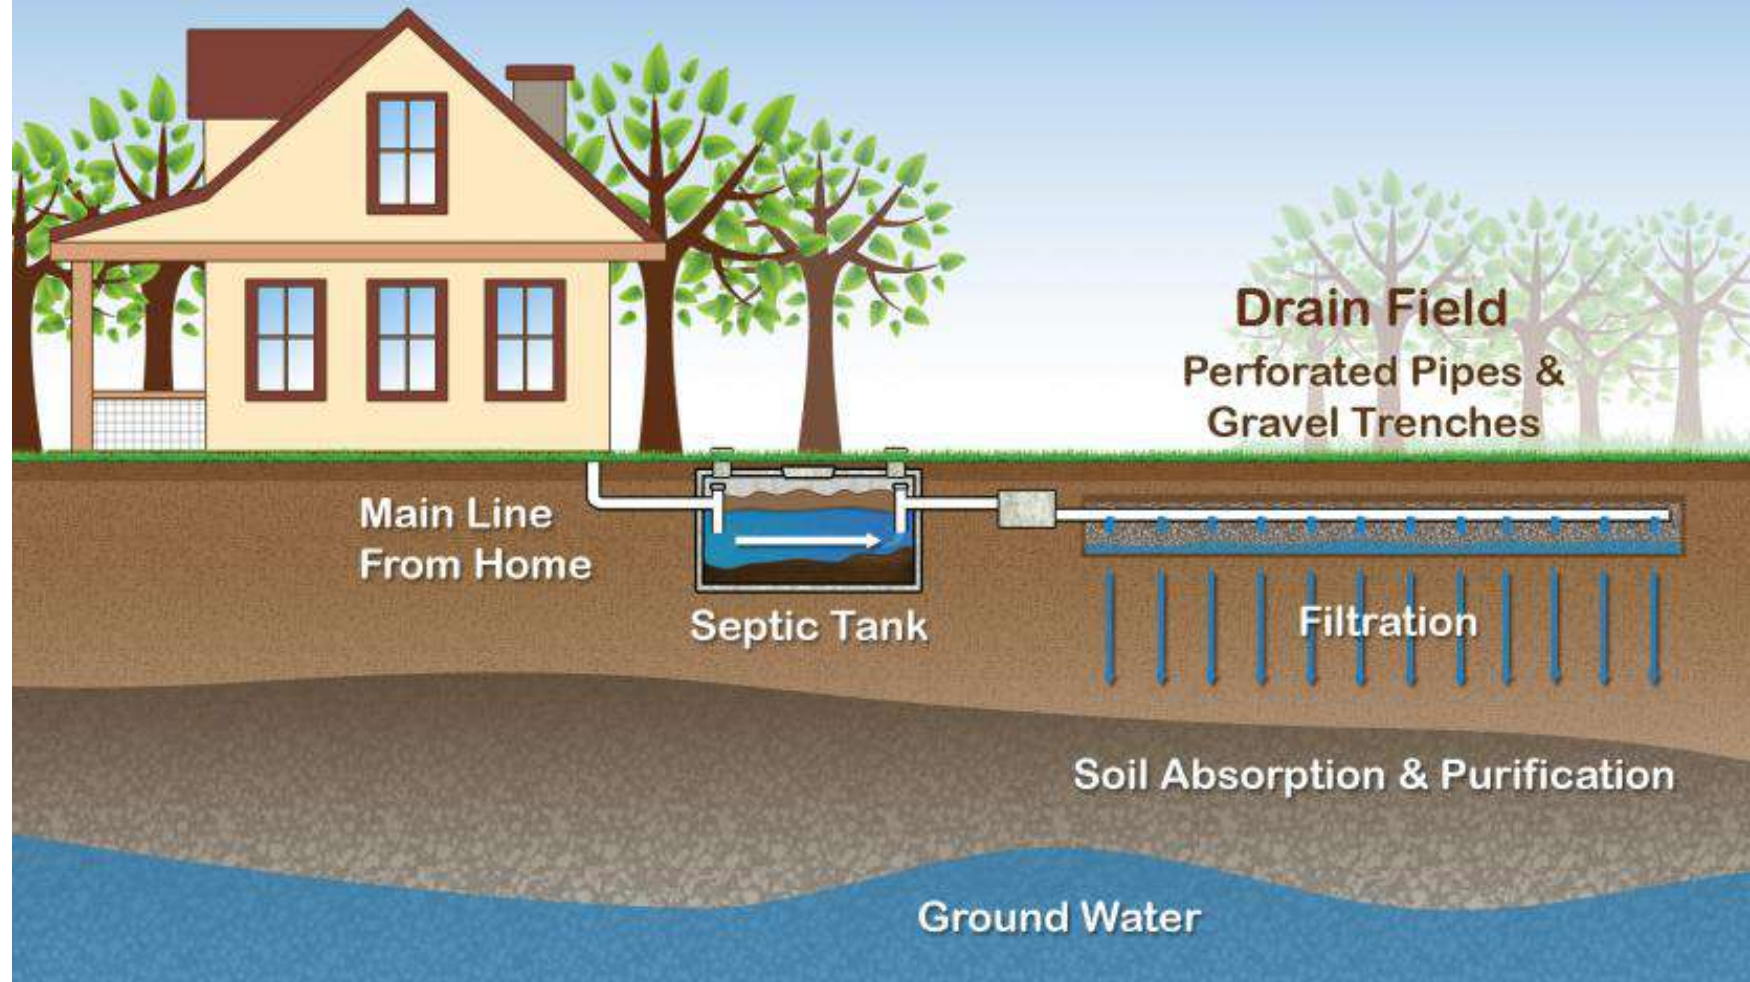 Drain Field
Perforated Pipes &
Gravel Trenches
Main Line
From Home
Septic Tank
Filtration
Soil Absorption & Purification
Ground Water